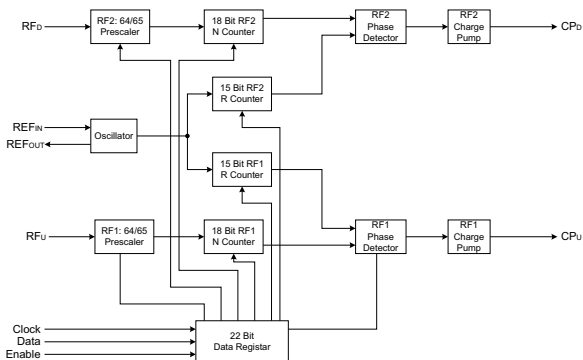 RFD
RF2: 64/65
Prescaler
18 Bit RF2
N Counter
RF2
Phase
Detector
RF2
Charge
Pump
CPD
15 Bit RF2
R Counter
REFIN
REFOUT
Oscillator
15 Bit RF1
R Counter
RFU
RF1: 64/65
Prescaler
18 Bit RF1
N Counter
RF1
Phase
Detector
RF1
Charge
Pump
CPU
Clock
Data
Enable
22 Bit
Data Registar